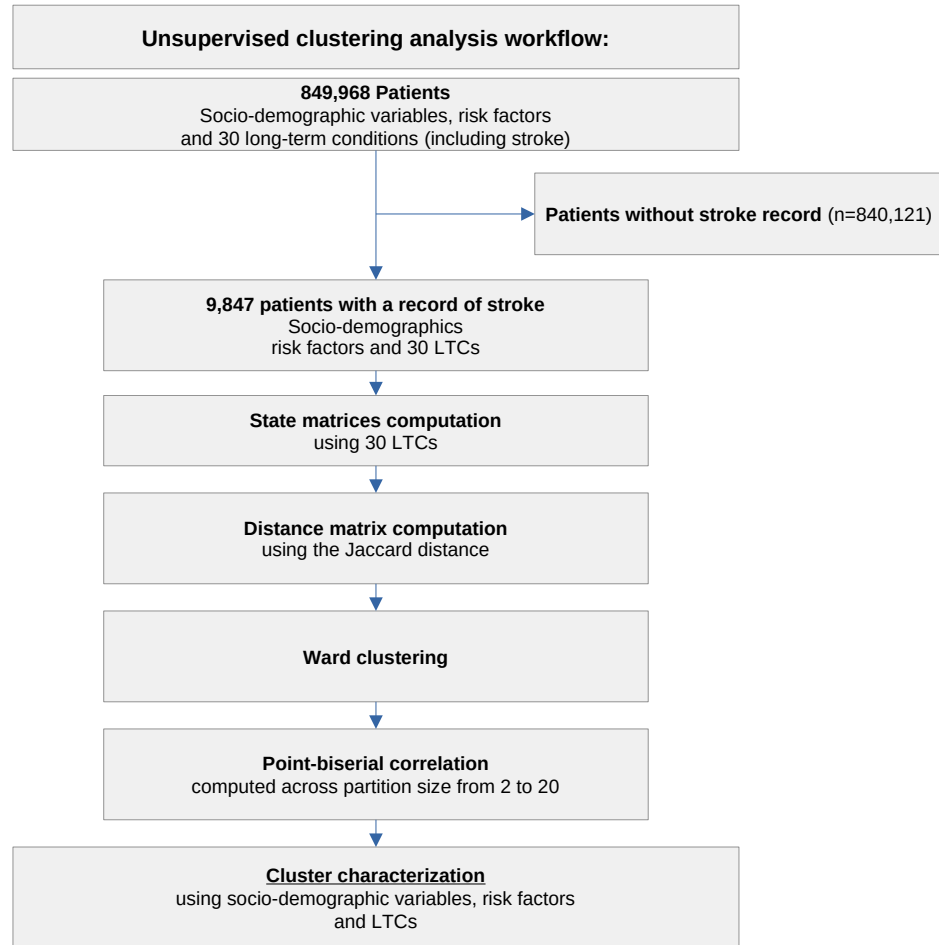 Unsupervised clustering analysis workflow:
849,968 Patients
Socio-demographic variables, risk factors
and 30 long-term conditions (including stroke)
Patients without stroke record (n=840,121)
9,847 patients with a record of stroke
Socio-demographics
risk factors and 30 LTCs
State matrices computation
using 30 LTCs
Distance matrix computation
using the Jaccard distance
Ward clustering
Point-biserial correlation
computed across partition size from 2 to 20
Cluster characterization
using socio-demographic variables, risk factors
and LTCs